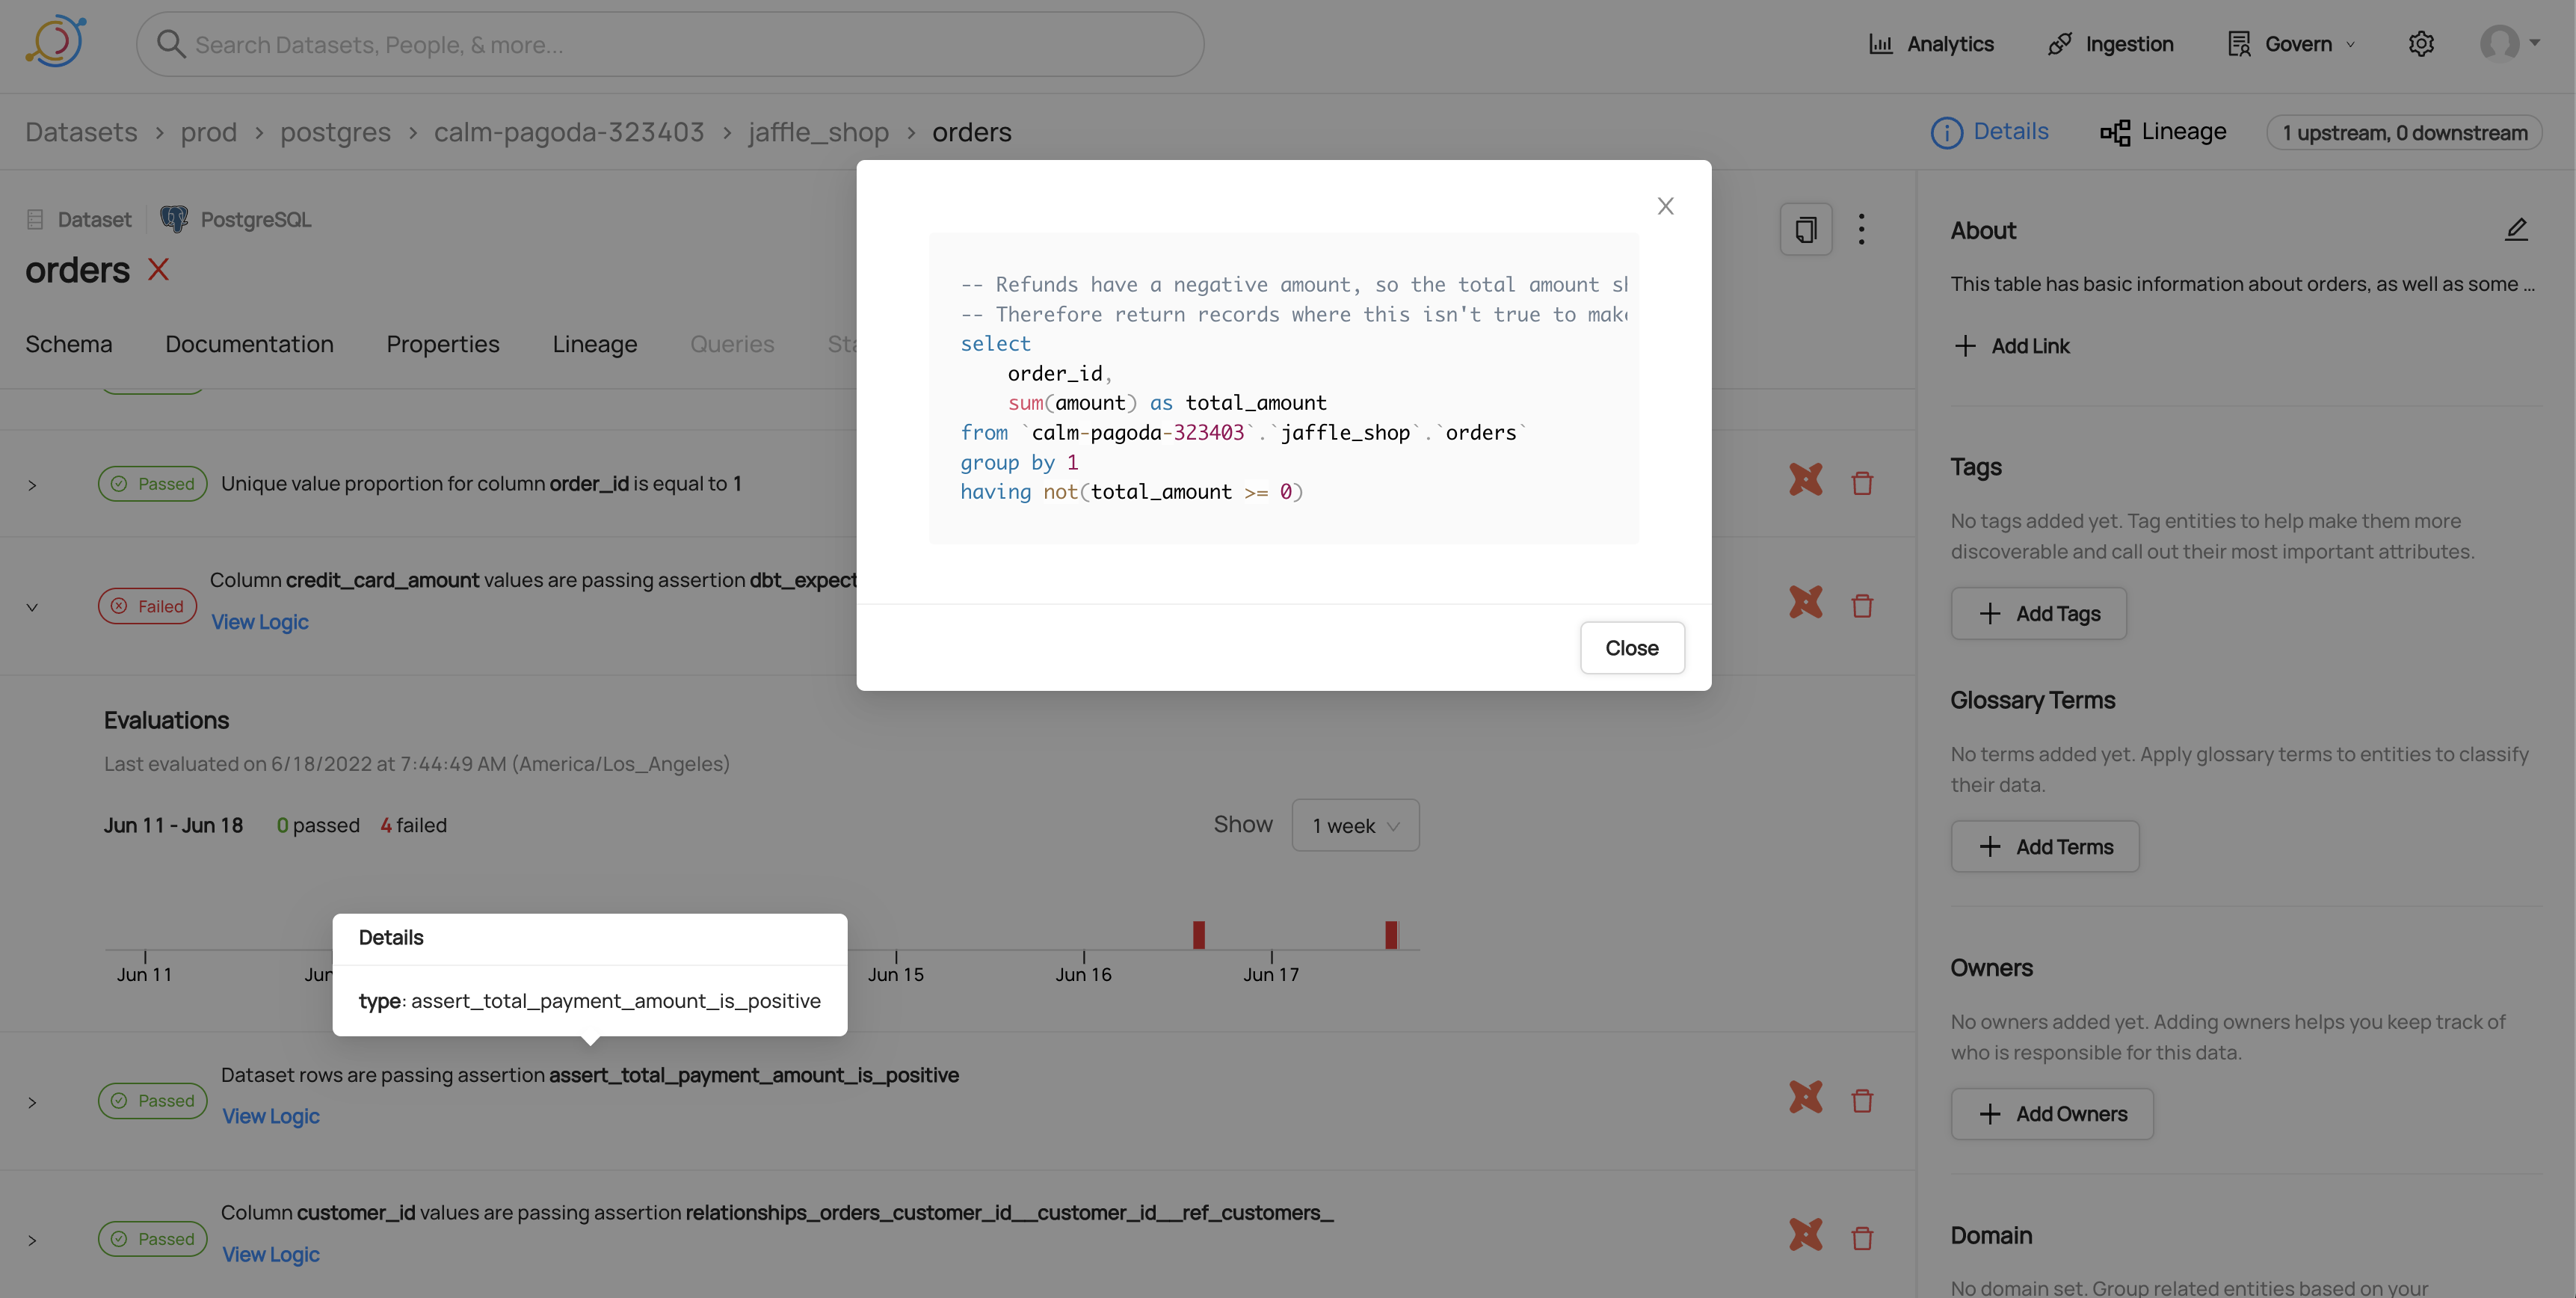 Search Datasets, People, & more...
Analytics
Ingestion
Govern
Datasets > prod > postgres > calm-pagoda-323403 > jaffle_shop > orders
Details
Lineage
1 upstream, 0 downstream
Dataset
PostgreSQL
orders
Schema
Documentation
Properties
Lineage
Queries
-- Refunds have a negative amount, so the total amount
-- Therefore return records where this isn't true to
select
order_id,
sum(amount) as total_amount
from `calm-pagoda-323403`.`jaffle_shop`.`orders`
group by 1
having not(total_amount >= 0)
Close
Passed
Unique value proportion for column order_id is equal to 1
Failed
Column credit_card_amount values are passing assertion dbt_expect
View Logic
Evaluations
Last evaluated on 6/18/2022 at 7:44:49 AM (America/Los_Angeles)
Jun 11 - Jun 18 0 passed 4 failed
Show
1 week
Jun 11
Jun 15
Jun 16
Jun 17
Details
type: assert_total_payment_amount_is_positive
Dataset rows are passing assertion assert_total_payment_amount_is_positive
Passed
View Logic
Column customer_id values are passing assertion relationships_orders_customer_id__customer_id__ref_customers_
Passed
View Logic
About
This table has basic information about orders, as well as some ...
+ Add Link
Tags
No tags added yet. Tag entities to help make them more
discoverable and call out their most important attributes.
+ Add Tags
Glossary Terms
No terms added yet. Apply glossary terms to entities to classify
their data.
+ Add Terms
Owners
No owners added yet. Adding owners helps you keep track of
who is responsible for this data.
+ Add Owners
Domain
No domain set. Group related entities based on your